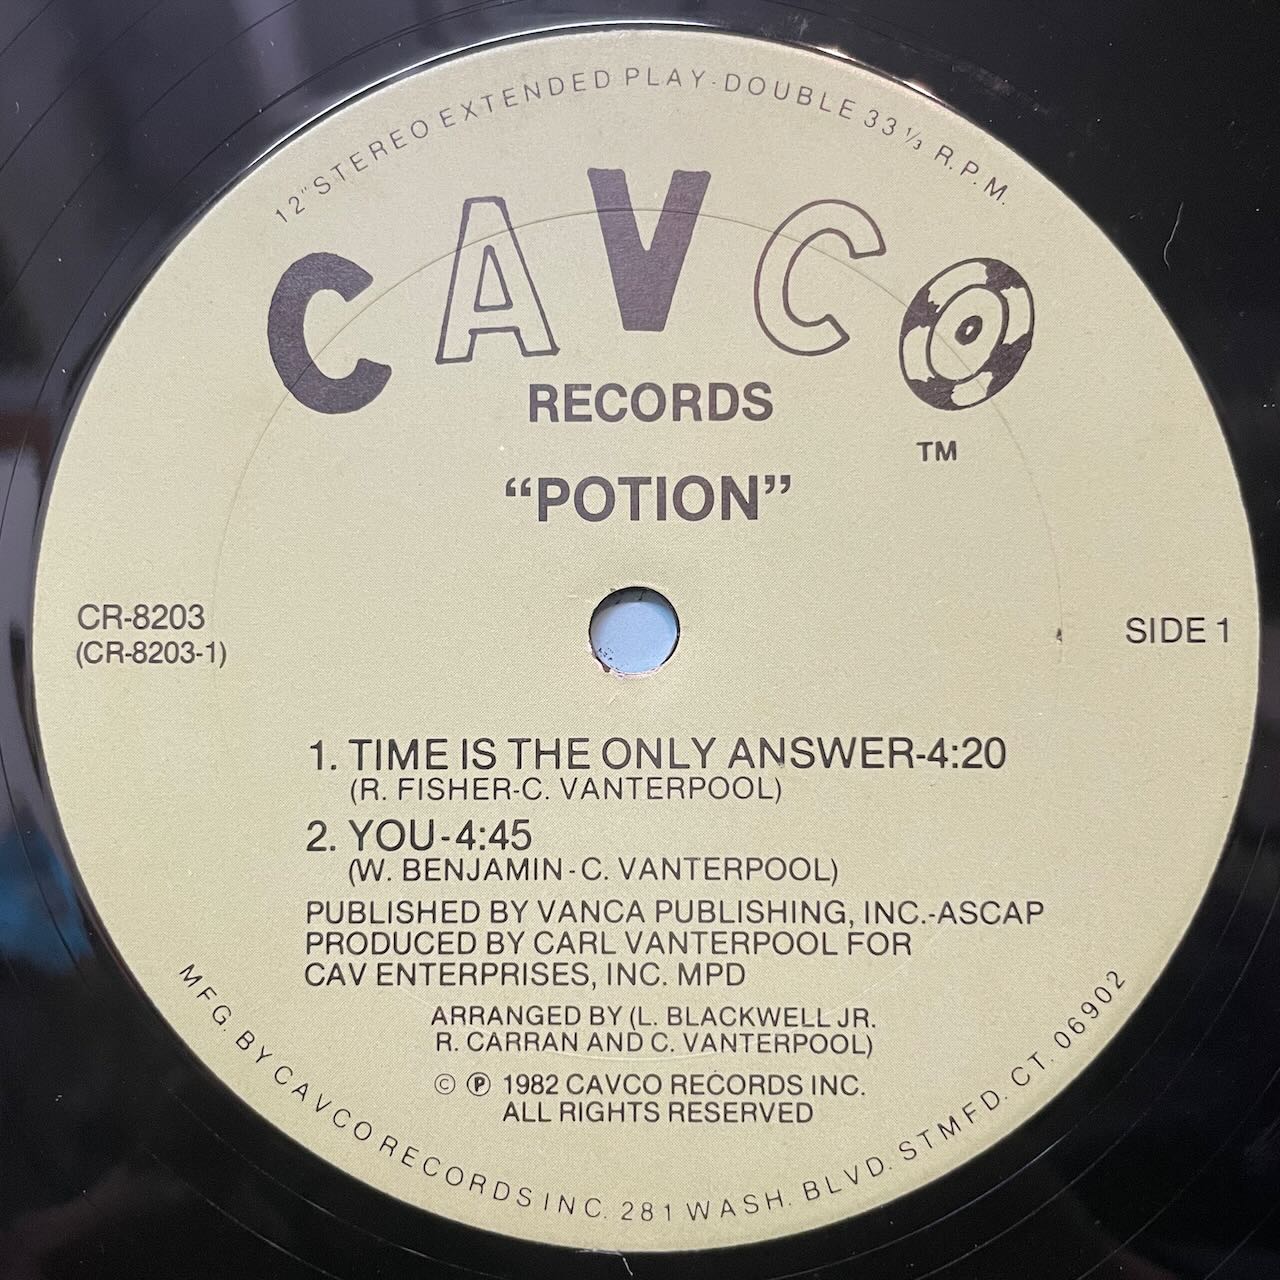 12" STEREO EXTENDED PLAY-DOUBLE 33 ⅓ R.P.M.
CAVCO
RECORDS
TM
“POTION”
CR-8203
(CR-8203-1)
SIDE 1
1. TIME IS THE ONLY ANSWER-4:20
(R. FISHER-C. VANTERPOOL)
2. YOU-4:45
(W. BENJAMIN-C. VANTERPOOL)
PUBLISHED BY VANCA PUBLISHING, INC.-ASCAP
PRODUCED BY CARL VANTERPOOL FOR
CAV ENTERPRISES, INC. MPD
ARRANGED BY (L. BLACKWELL JR.
R. CARRAN AND C. VANTERPOOL)
© ℗ 1982 CAVCO RECORDS INC.
ALL RIGHTS RESERVED
MFG. BY CAVCO RECORDS INC. 281 WASH. BLVD. STMFD. CT. 06902